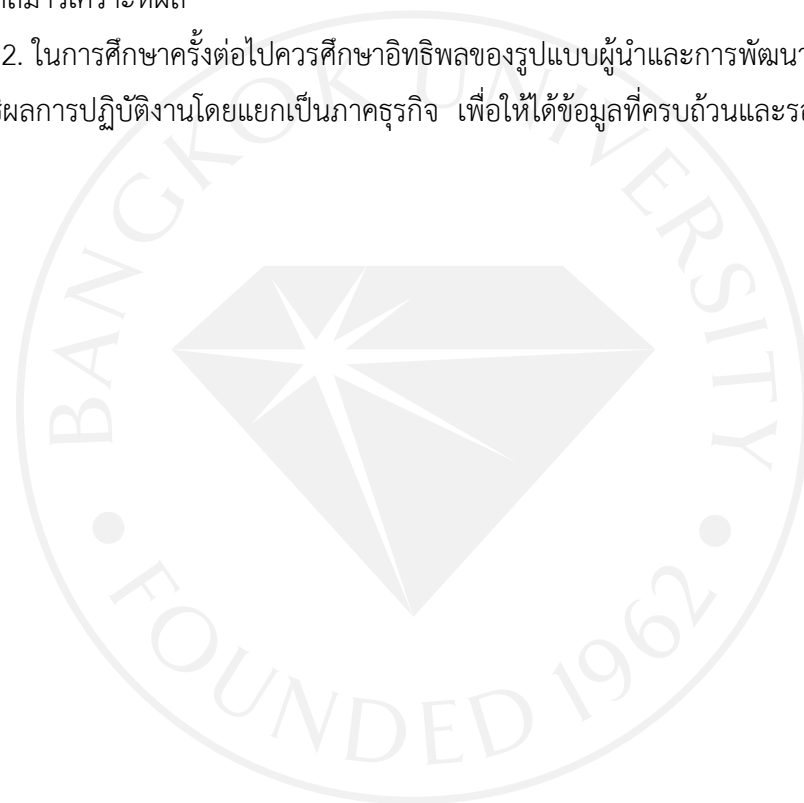 2. ในการศึกษาครั้งต่อไปควรศึกษาอิทธิพลของรูปแบบผู้นำและการพัฒนา
ผลการปฏิบัติงานโดยแยกเป็นภาคธุรกิจ เพื่อให้ได้ข้อมูลที่ครบถ้วนและ
BANGKOK UNIVERSITY
FOUNDED 1962